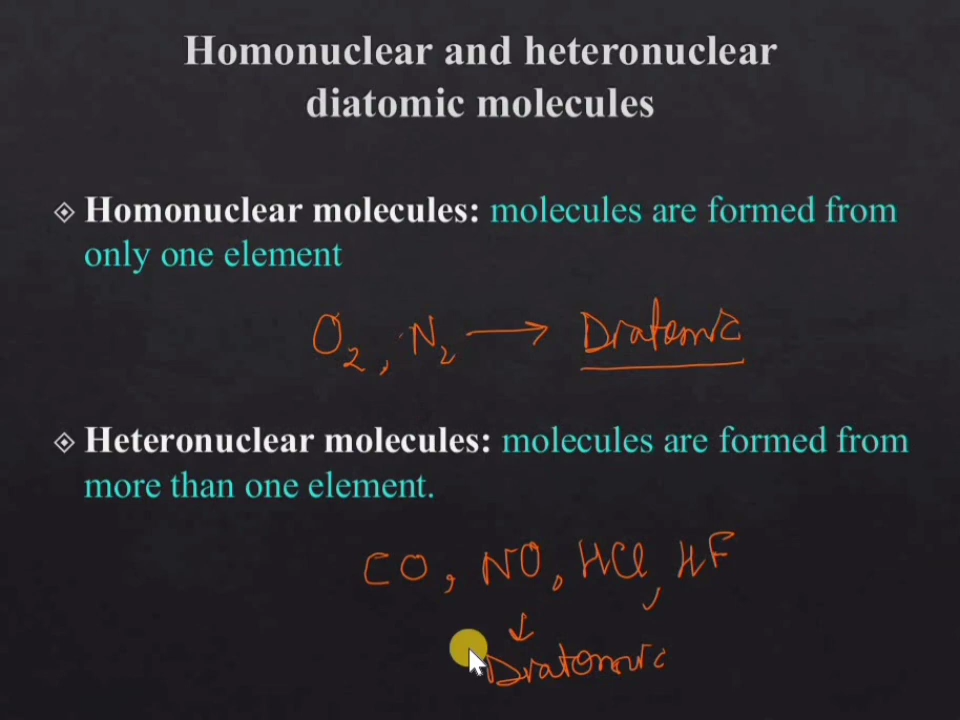 Homonuclear and heteronuclear
diatomic molecules
Homonuclear molecules: molecules are formed from
only one element
O₂, N₂ → Diatomic
Heteronuclear molecules: molecules are formed from
more than one element.
CO, NO, HCl, HF
↓
Diatomic